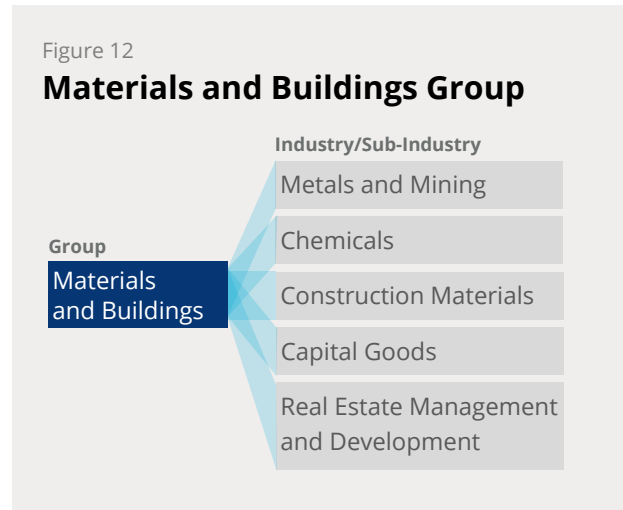 Figure 12
Materials and Buildings Group
Industry/Sub-Industry
Metals and Mining
Chemicals
Group
Materials
and Buildings
Construction Materials
Capital Goods
Real Estate Management
and Development